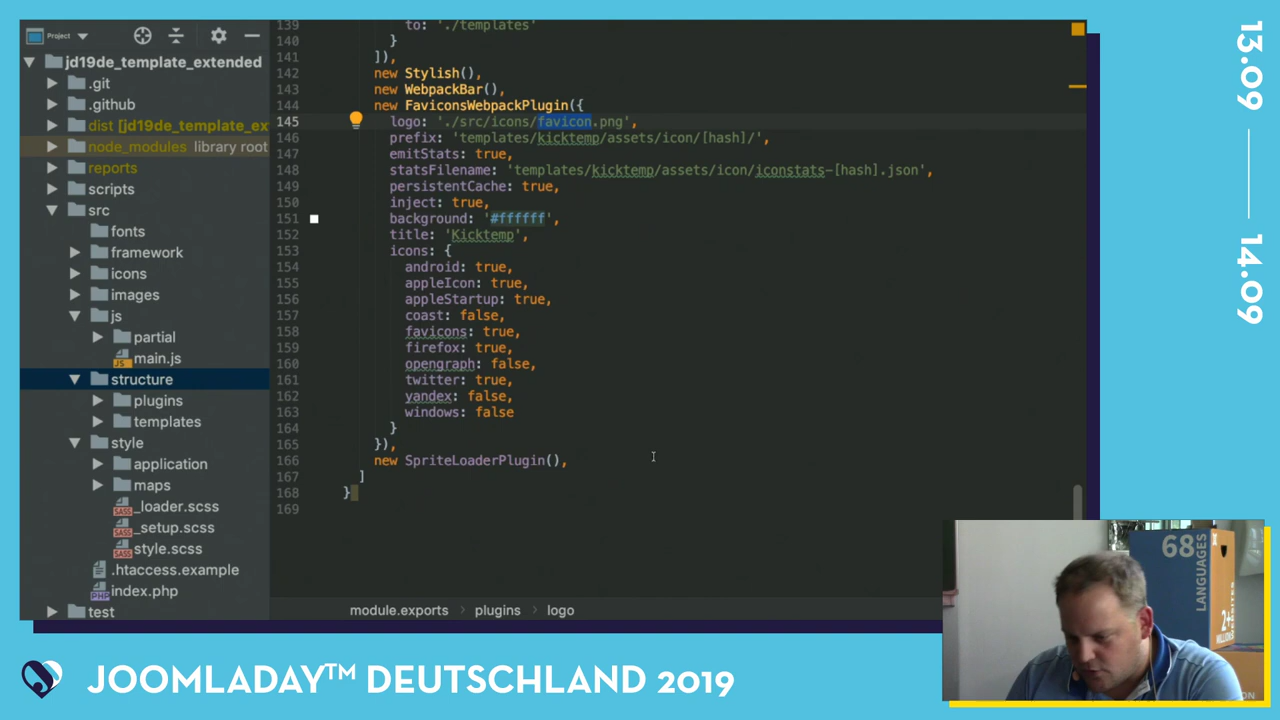 Project
jd19de_template_extended
.git
.github
dist [jd19de_template_ex
node_modules library root
reports
scripts
src
fonts
framework
icons
images
js
partial
main.js
structure
plugins
templates
style
application
maps
_loader.scss
_setup.scss
style.scss
.htaccess.example
index.php
test
139 to: './templates'
140 }
141 ]),
142 new Stylish(),
143 new WebpackBar(),
144 new FaviconsWebpackPlugin({
145 logo: './src/icons/favicon.png',
146 prefix: 'templates/kicktemp/assets/icon/[hash]/',
147 emitStats: true,
148 statsFilename: 'templates/kicktemp/assets/icon/iconstats-[hash].json',
149 persistentCache: true,
150 inject: true,
151 background: '#ffffff',
152 title: 'Kicktemp',
153 icons: {
154 android: true,
155 appleIcon: true,
156 appleStartup: true,
157 coast: false,
158 favicons: true,
159 firefox: true,
160 opengraph: false,
161 twitter: true,
162 yandex: false,
163 windows: false
164 }
165 }),
166 new SpriteLoaderPlugin(),
167 ]
168 }
169
module.exports > plugins > logo
13.09
14.09
68
LANGUAGES
2+
JOOMLADAY™ DEUTSCHLAND 2019